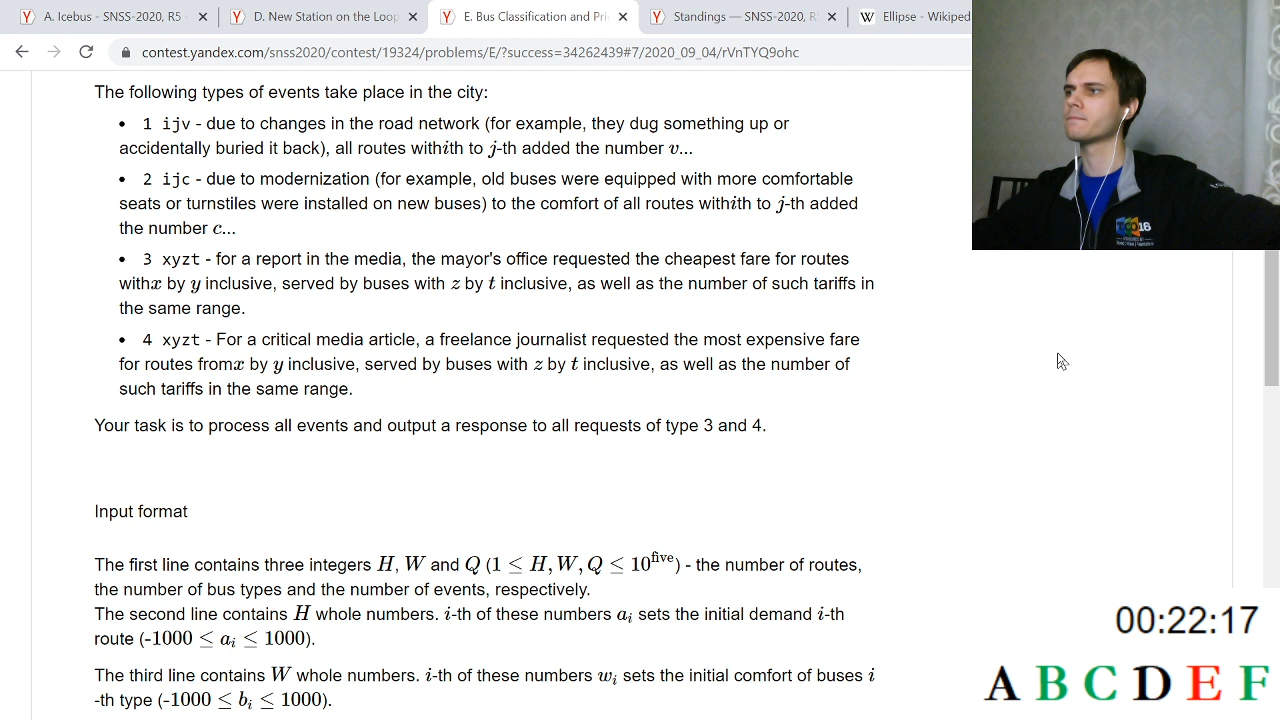 A. Icebus - SNSS-2020, R5 -
D. New Station on the Loop
E. Bus Classification and Pri
Standings — SNSS-2020, R5
Ellipse - Wikiped
contest.yandex.com/snss2020/contest/19324/problems/E/?success=34262439#7/2020_09_04/rVnTYQ9ohc
The following types of events take place in the city:
• 1 ijv - due to changes in the road network (for example, they dug something up or
accidentally buried it back), all routes withith to j-th added the number v...
• 2 ijc - due to modernization (for example, old buses were equipped with more comfortable
seats or turnstiles were installed on new buses) to the comfort of all routes withith to j-th added
the number c...
• 3 xyzt - for a report in the media, the mayor's office requested the cheapest fare for routes
withx by y inclusive, served by buses with z by t inclusive, as well as the number of such tariffs in
the same range.
• 4 xyzt - For a critical media article, a freelance journalist requested the most expensive fare
for routes fromx by y inclusive, served by buses with z by t inclusive, as well as the number of
such tariffs in the same range.
Your task is to process all events and output a response to all requests of type 3 and 4.
Input format
The first line contains three integers H, W and Q (1 ≤ H, W, Q ≤ 10^five) - the number of routes,
the number of bus types and the number of events, respectively.
The second line contains H whole numbers. i-th of these numbers a_i sets the initial demand i-th
route (-1000 ≤ a_i ≤ 1000).
The third line contains W whole numbers. i-th of these numbers w_i sets the initial comfort of buses i
-th type (-1000 ≤ b_i ≤ 1000).
16
00:22:17
A B C D E F